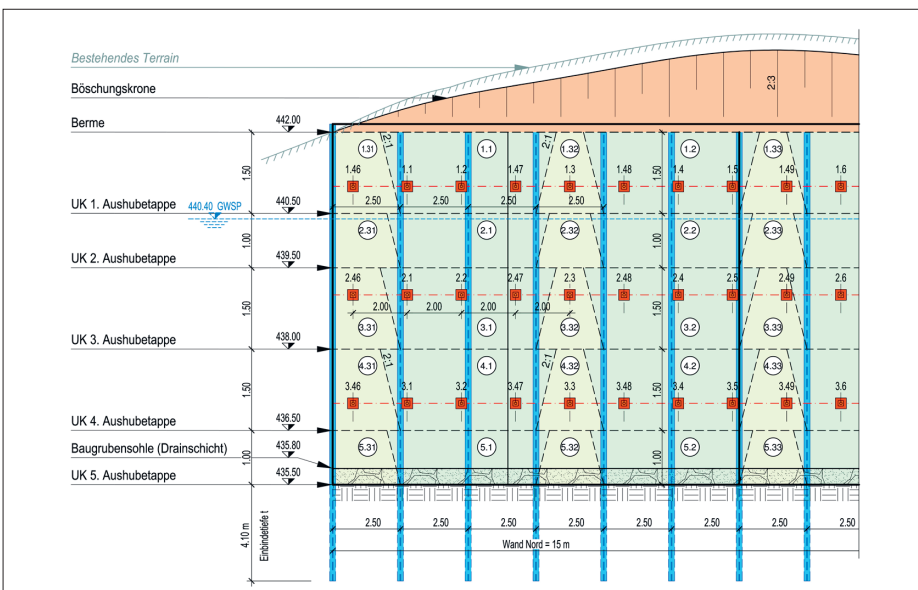 Bestehendes Terrain
Böschungskrone
2:3
Berme 442.00
1.31 2:1 1.1 2:1 1.32 1.2 1.33
1.50 1.46 1.1 1.2 1.47 1.3 1.48 1.50 1.4 1.5 1.49 1.6
2.50 2.50 2.50 2.50
UK 1. Aushubetappe 440.40 GWSP 440.50
2.31 2.1 2.32 2.2 2.33
1.00 1.00
UK 2. Aushubetappe 439.50
2.46 2.1 2.2 2.47 2.3 2.48 2.4 2.5 2.49 2.6
1.50 2.00 2.00 2.00 2.00 1.50
3.31 3.1 3.32 3.2 3.33
UK 3. Aushubetappe 438.00
4.31 2:1 4.1 2:1 4.32 4.2 4.33
1.50 3.46 3.1 3.2 3.47 3.3 3.48 1.50 3.4 3.5 3.49 3.6
UK 4. Aushubetappe 436.50
5.31 5.1 5.32 5.2 5.33
Baugrubensohle (Drainschicht) 435.80
1.00 1.00
UK 5. Aushubetappe 435.50
2.50 2.50 2.50 2.50 2.50 2.50 2.50 2.50
4.10 m
Einbindetiefe t
Wand Nord = 15 m